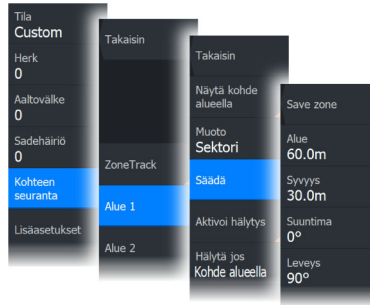 Tila
Custom
Herk
0
Aaltovälke
0
Sadehäiriö
0
Kohteen
seuranta
Lisäasetukset
Takaisin
ZoneTrack
Alue 1
Alue 2
Takaisin
Näytä kohde
alueella
Muoto
Sektori
Säädä
Aktivoi hälytys
Hälytä jos
Kohde alueella
Save zone
Alue
60.0m
Syvyys
30.0m
Suuntima
0°
Leveys
90°